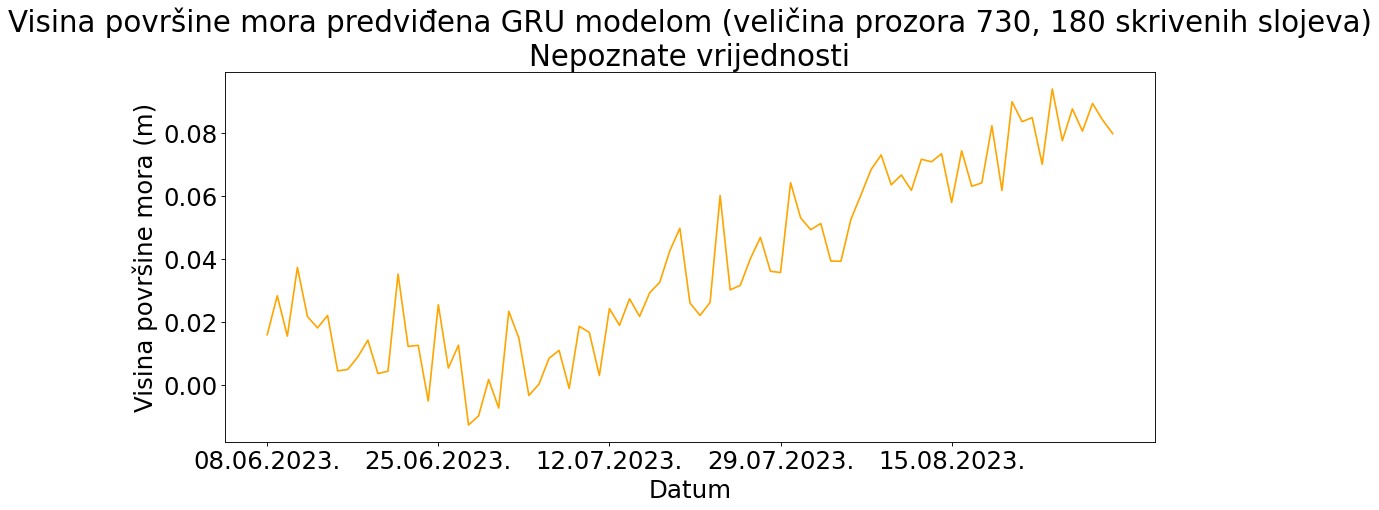 Visina površine mora predviđena GRU modelom (veličina prozora 730, 180 skrivenih slojeva)
Nepoznate vrijednosti
Visina površine mora (m)
0.08
0.06
0.04
0.02
0.00
08.06.2023. 25.06.2023. 12.07.2023. 29.07.2023. 15.08.2023.
Datum